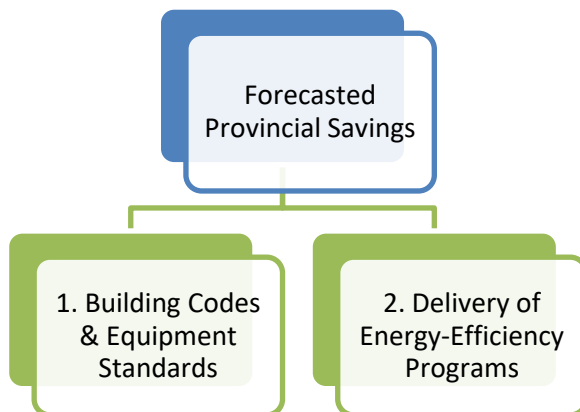 Forecasted
Provincial Savings
1. Building Codes
& Equipment
Standards
2. Delivery of
Energy-Efficiency
Programs